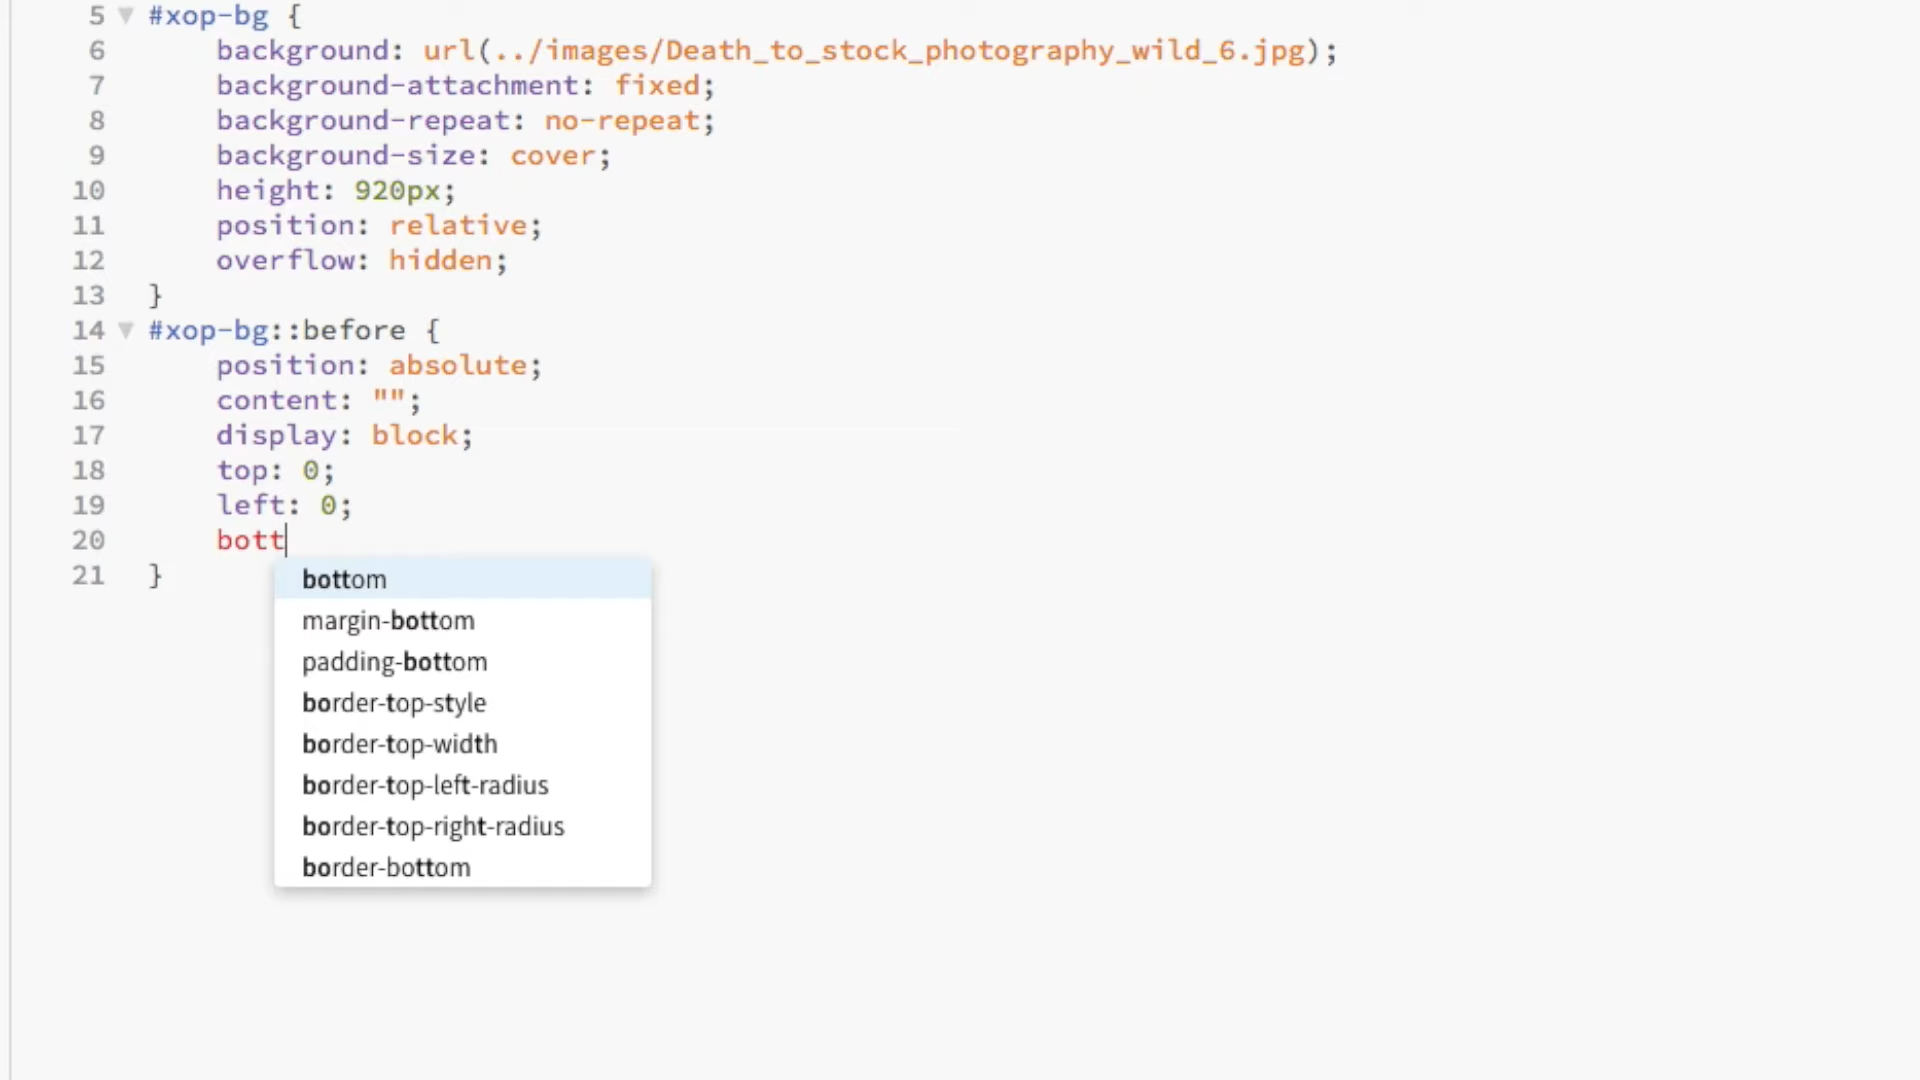 5 ▼ #xop-bg {
6 background: url(../images/Death_to_stock_photography_wild_6.jpg);
7 background-attachment: fixed;
8 background-repeat: no-repeat;
9 background-size: cover;
10 height: 920px;
11 position: relative;
12 overflow: hidden;
13 }
14 ▼ #xop-bg::before {
15 position: absolute;
16 content: "";
17 display: block;
18 top: 0;
19 left: 0;
20 bott
21 }
bottom
margin-bottom
padding-bottom
border-top-style
border-top-width
border-top-left-radius
border-top-right-radius
border-bottom